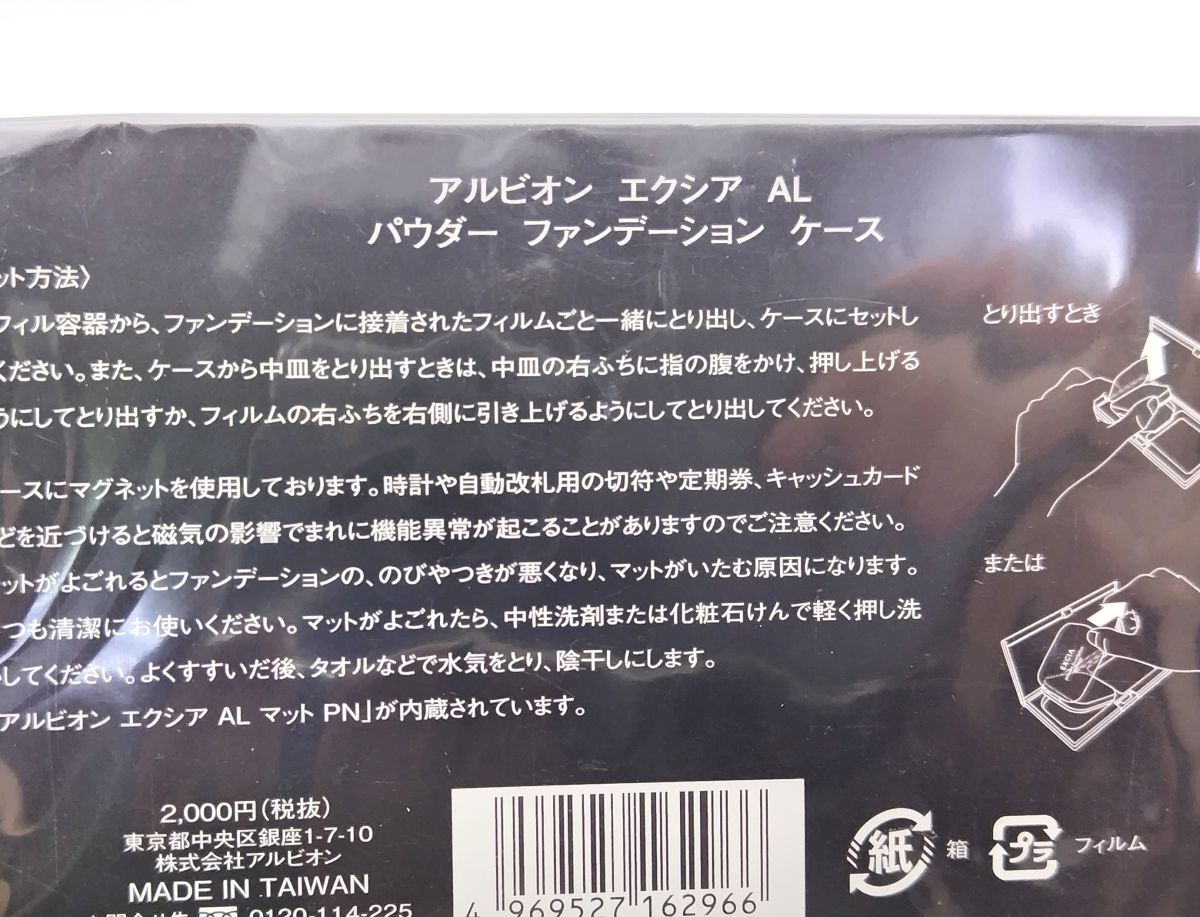 アルビオン エクシア AL
パウダー ファンデーション ケース
ット方法〉
フィル容器から、ファンデーションに接着されたフィルムごと一緒にとり出し、ケースにセットし
ください。また、ケースから中皿をとり出すときは、中皿の右ふちに指の腹をかけ、押し上げる
うにしてとり出すか、フィルムの右ふちを右側に引き上げるようにしてとり出してください。
とり出すとき
ースにマグネットを使用しております。時計や自動改札用の切符や定期券、キャッシュカード
どを近づけると磁気の影響でまれに機能異常が起こることがありますのでご注意ください。
ットがよごれるとファンデーションの、のびやつきが悪くなり、マットがいたむ原因になります。
つも清潔にお使いください。マットがよごれたら、中性洗剤または化粧石けんで軽く押し洗
してください。よくすすいだ後、タオルなどで水気をとり、陰干しにします。
アルビオン エクシア AL マット PN」が内蔵されています。
または
EXCIA
2,000円(税抜)
東京都中央区銀座1-7-10
株式会社アルビオン
MADE IN TAIWAN
お問合せ先 0120-114-225
4 969527 162966
紙 箱 プラ フィルム